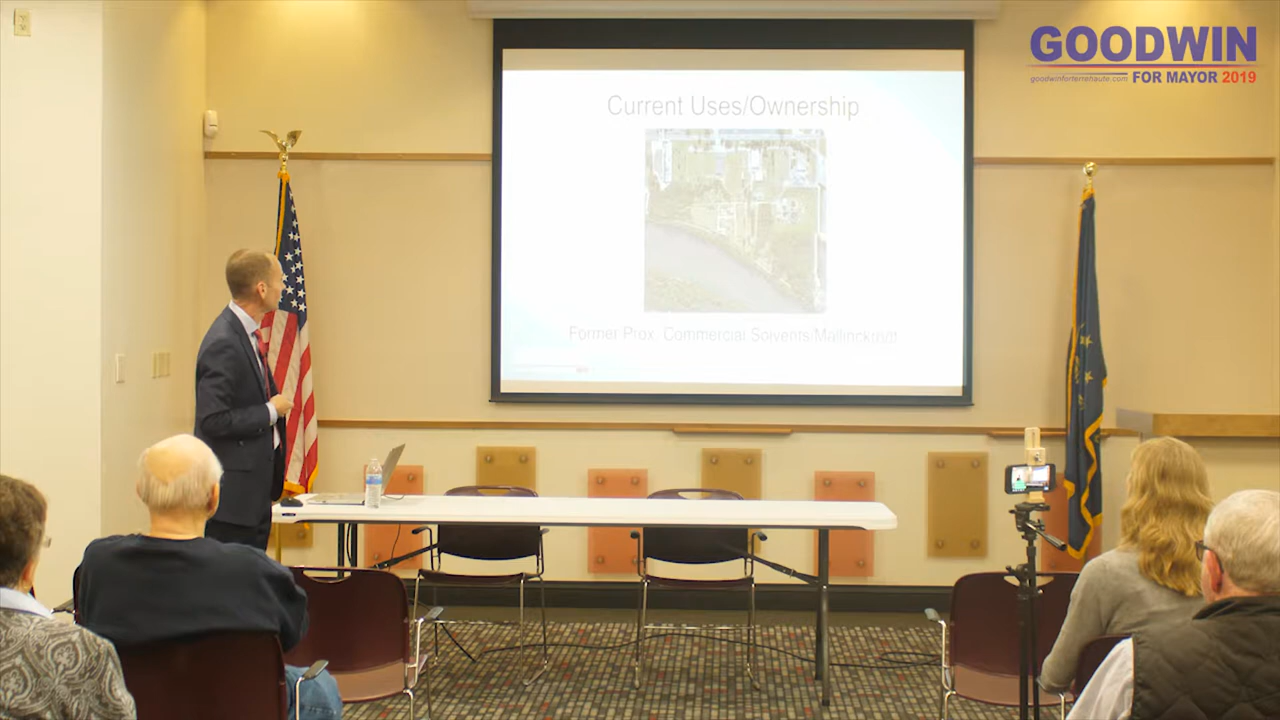 GOODWIN
goodwinforterrehaute.com FOR MAYOR 2019
Current Uses/Ownership
Former Prox. Commercial Solvents/Mallinckrodt